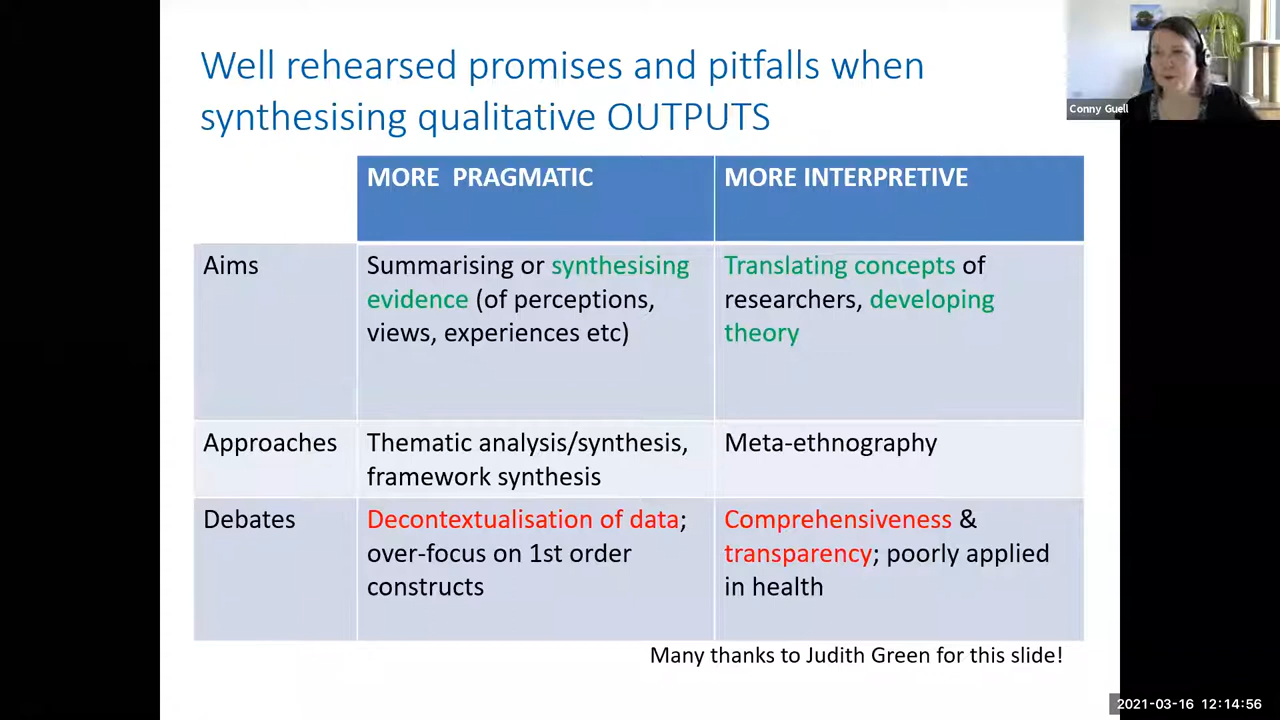 Well rehearsed promises and pitfalls when
synthesising qualitative OUTPUTS
Conny Guell
MORE  PRAGMATIC
MORE INTERPRETIVE
Aims
Summarising or synthesising
evidence (of perceptions,
views, experiences etc)
Translating concepts of
researchers, developing
theory
Approaches
Thematic analysis/synthesis,
framework synthesis
Meta-ethnography
Debates
Decontextualisation of data;
over-focus on 1st order
constructs
Comprehensiveness &
transparency; poorly applied
in health
Many thanks to Judith Green for this slide!
2021-03-16 12:14:56